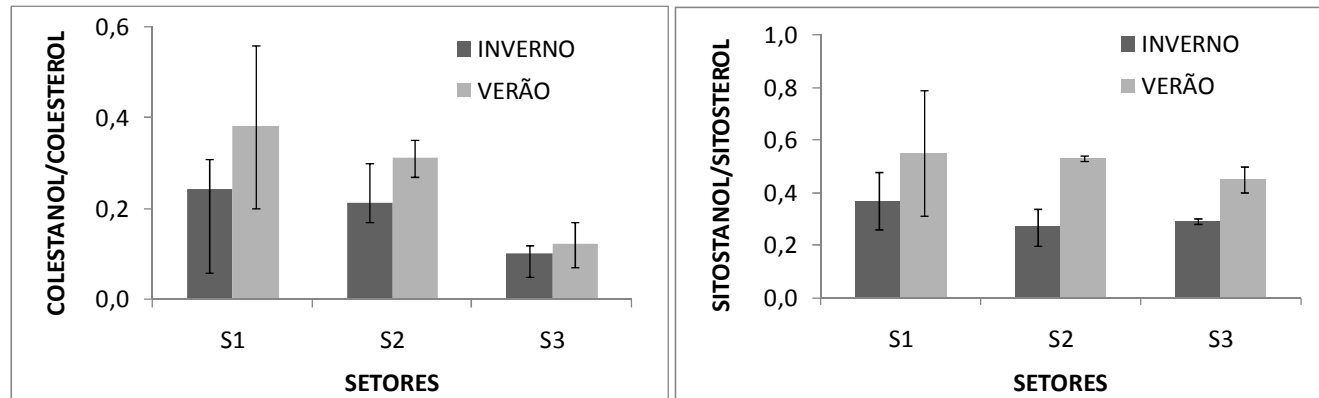 COLESTANOL/COLESTEROL
0,6
0,4
0,2
0,0
INVERNO
VERÃO
S1 S2 S3
SETORES
SITOSTANOL/SITOSTEROL
1,0
0,8
0,6
0,4
0,2
0,0
INVERNO
VERÃO
S1 S2 S3
SETORES